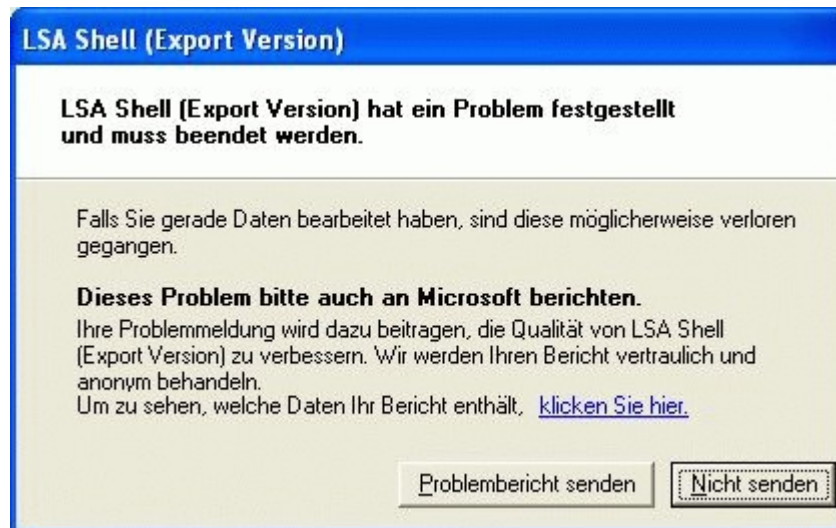 LSA Shell (Export Version)
LSA Shell (Export Version) hat ein Problem festgestellt
und muss beendet werden.
Falls Sie gerade Daten bearbeitet haben, sind diese möglicherweise verloren
gegangen.
Dieses Problem bitte auch an Microsoft berichten.
Ihre Problemmeldung wird dazu beitragen, die Qualität von LSA Shell
(Export Version) zu verbessern. Wir werden Ihren Bericht vertraulich und
anonym behandeln.
Um zu sehen, welche Daten Ihr Bericht enthält, klicken Sie hier.
Problembericht senden Nicht senden